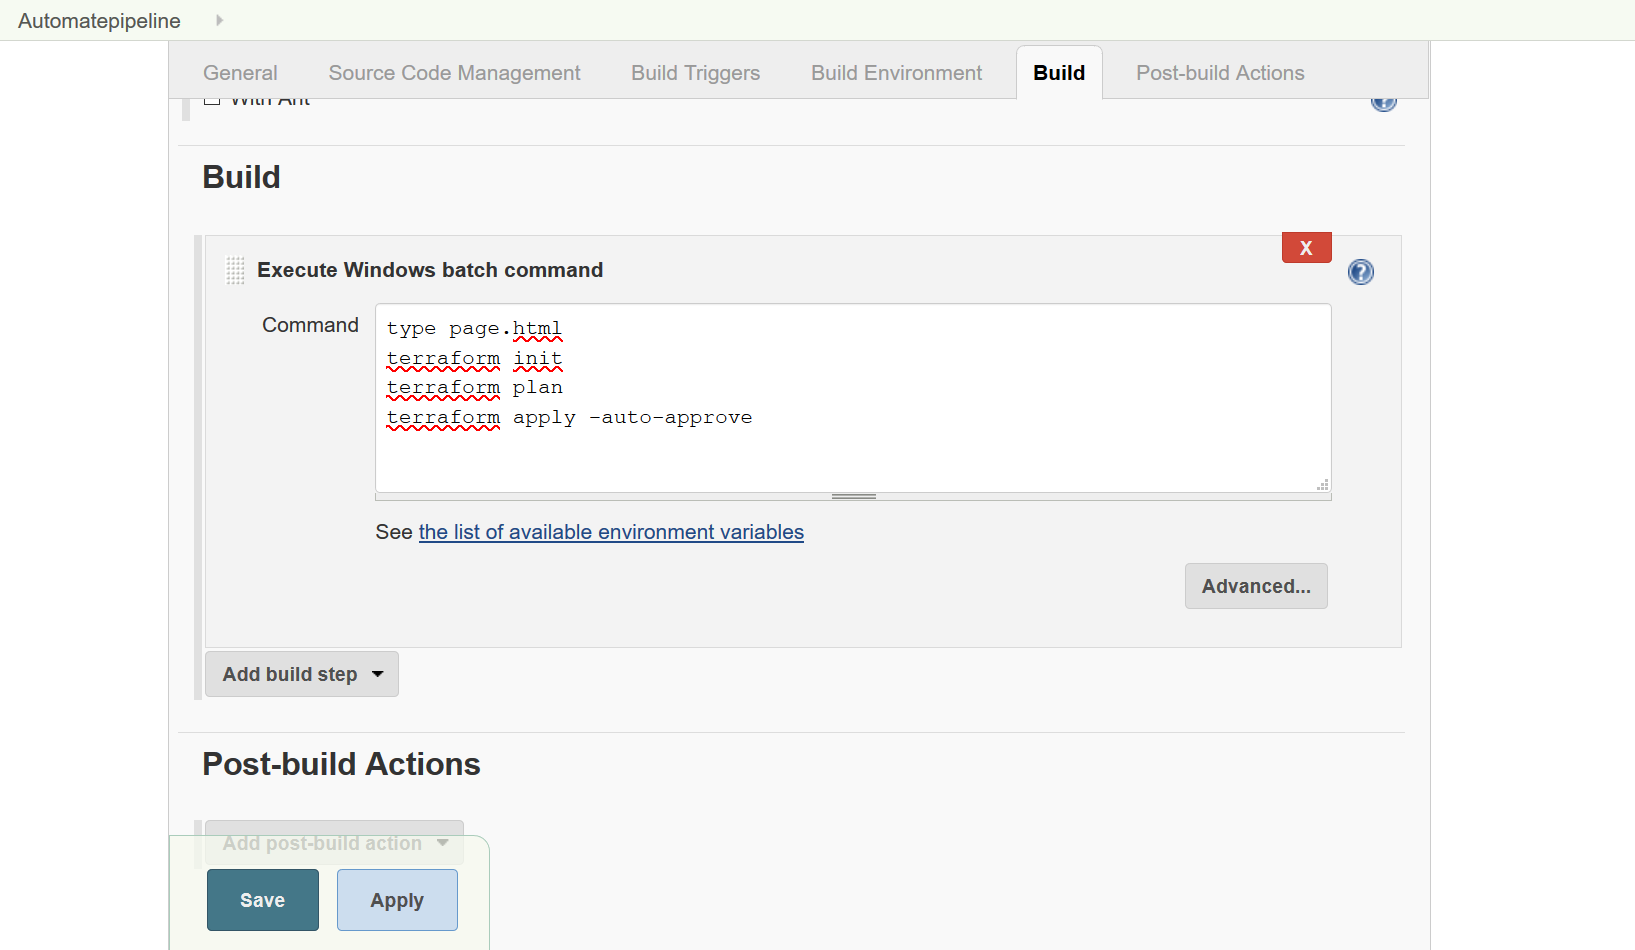 Automatepipeline
General Source Code Management Build Triggers Build Environment Build Post-build Actions
With Ant
Build
X
Execute Windows batch command
Command
type page.html
terraform init
terraform plan
terraform apply -auto-approve
See the list of available environment variables
Advanced...
Add build step
Post-build Actions
Add post-build action
Save Apply